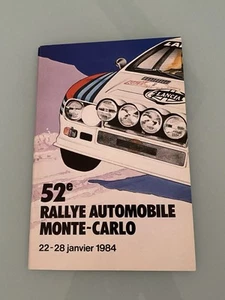 LANCIA
52e
RALLYE AUTOMOBILE
MONTE-CARLO
22-28 janvier 1984